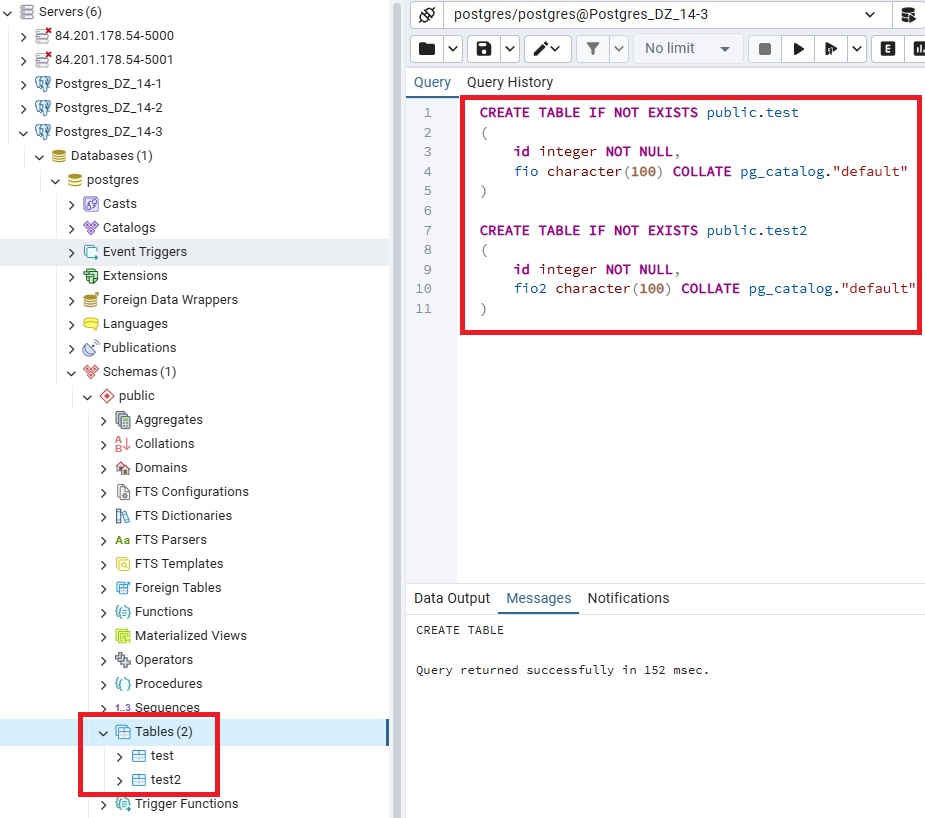 Servers (6)
84.201.178.54-5000
84.201.178.54-5001
Postgres_DZ_14-1
Postgres_DZ_14-2
Postgres_DZ_14-3
Databases (1)
postgres
Casts
Catalogs
Event Triggers
Extensions
Foreign Data Wrappers
Languages
Publications
Schemas (1)
public
Aggregates
Collations
Domains
FTS Configurations
FTS Dictionaries
Aa FTS Parsers
FTS Templates
Foreign Tables
Functions
Materialized Views
Operators
Procedures
1..3 Sequences
Tables (2)
test
test2
Trigger Functions
postgres/postgres@Postgres_DZ_14-3
No limit
E
Query Query History
1 CREATE TABLE IF NOT EXISTS public.test
2 (
3 id integer NOT NULL,
4 fio character(100) COLLATE pg_catalog."default"
5 )
6
7 CREATE TABLE IF NOT EXISTS public.test2
8 (
9 id integer NOT NULL,
10 fio2 character(100) COLLATE pg_catalog."default"
11 )
Data Output Messages Notifications
CREATE TABLE
Query returned successfully in 152 msec.